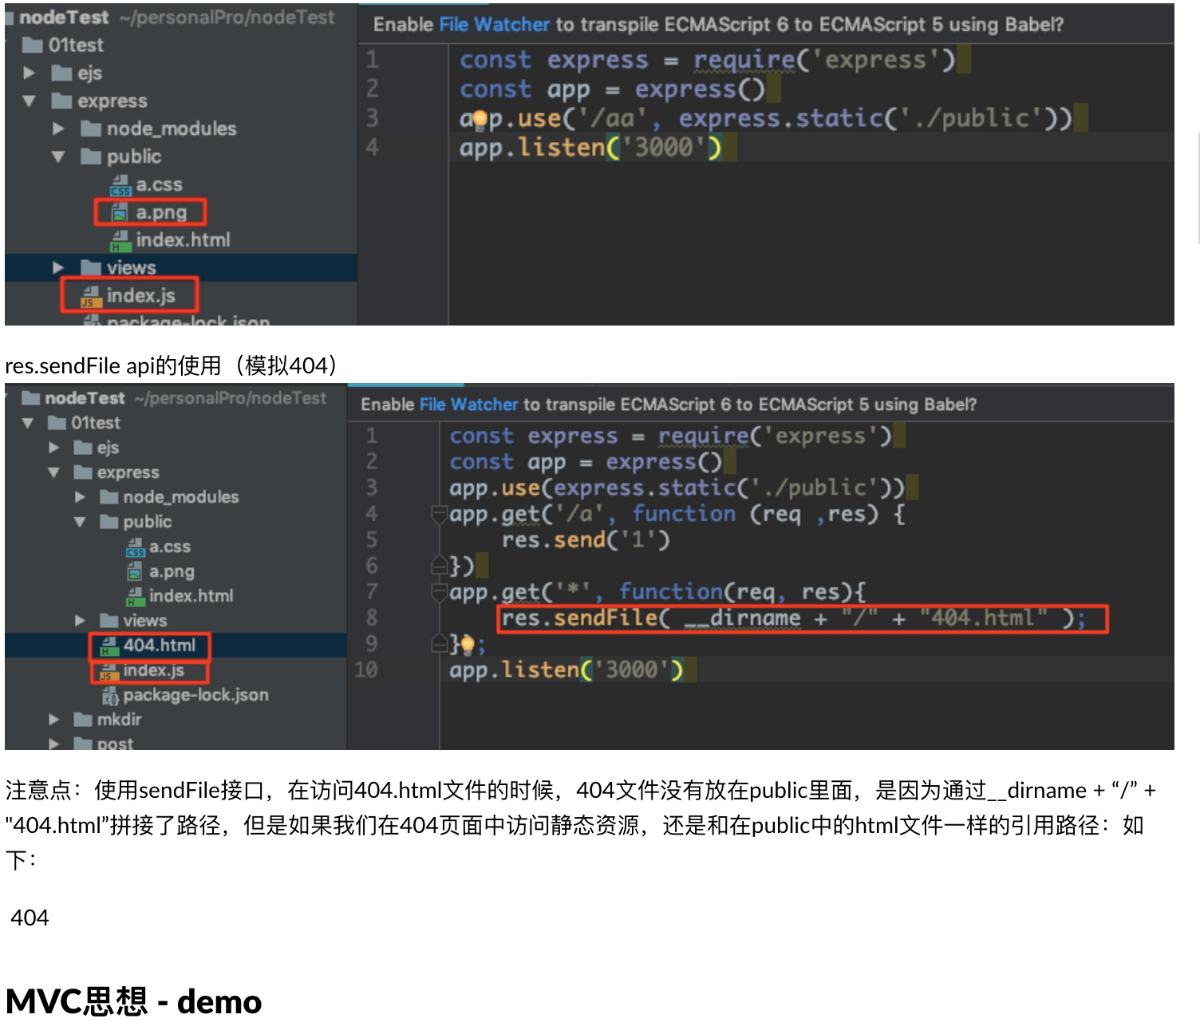 nodeTest ~/personalPro/nodeTest
01test
ejs
express
node_modules
public
a.css
a.png
index.html
views
index.js
package-lock.json
Enable File Watcher to transpile ECMAScript 6 to ECMAScript 5 using Babel?
1 const express = require('express')
2 const app = express()
3 app.use('/aa', express.static('./public'))
4 app.listen('3000')
res.sendFile api的使用（模拟404）
nodeTest ~/personalPro/nodeTest
01test
ejs
express
node_modules
public
a.css
a.png
index.html
views
404.html
index.js
package-lock.json
mkdir
post
Enable File Watcher to transpile ECMAScript 6 to ECMAScript 5 using Babel?
1 const express = require('express')
2 const app = express()
3 app.use(express.static('./public'))
4 app.get('/a', function (req ,res) {
5 res.send('1')
6 })
7 app.get('*', function(req, res){
8 res.sendFile( __dirname + "/" + "404.html" );
9 });
10 app.listen('3000')
注意点：使用sendFile接口，在访问404.html文件的时候，404文件没有放在public里面，是因为通过__dirname + “/” +
"404.html”拼接了路径，但是如果我们在404页面中访问静态资源，还是和在public中的html文件一样的引用路径：如
下：
404
MVC思想 - demo